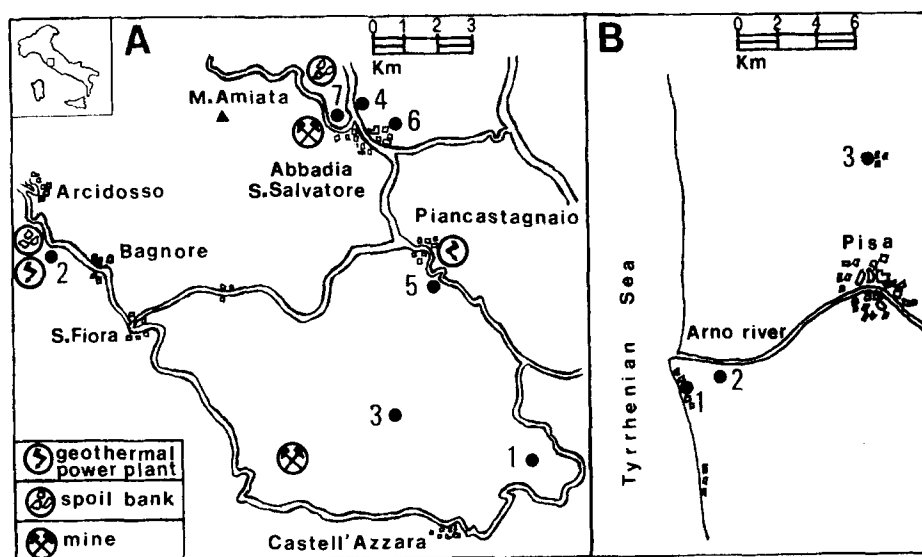 A
0 1 2 3
Km
M.Amiata
7
4
6
Abbadia
S.Salvatore
Arcidosso
Piancastagnaio
Bagnore
2
5
S.Fiora
3
1
geothermal
power plant
spoil bank
mine
Castell'Azzara
B
0 2 4 6
Km
3
Pisa
Tyrrhenian Sea
Arno river
2
1